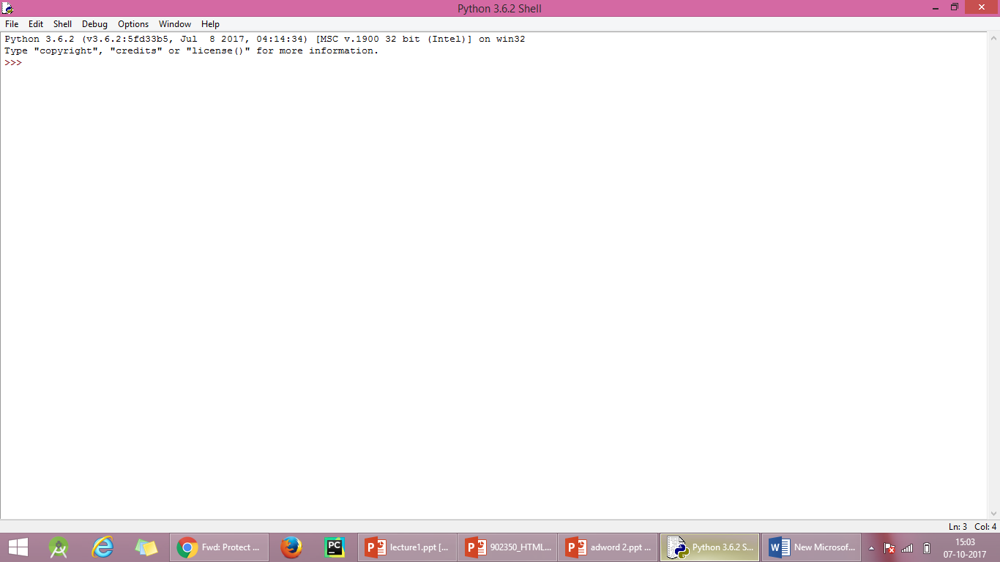 Python 3.6.2 Shell
File Edit Shell Debug Options Window Help
Python 3.6.2 (v3.6.2:5fd33b5, Jul  8 2017, 04:14:34) [MSC v.1900 32 bit (Intel)] on win32
Type "copyright", "credits" or "license()" for more information.
>>>
Ln: 3 Col: 4
PC Fwd: Protect ... lecture1.ppt [... 902350_HTML... adword 2.ppt ... Python 3.6.2 S... New Microsof... 15:03
07-10-2017